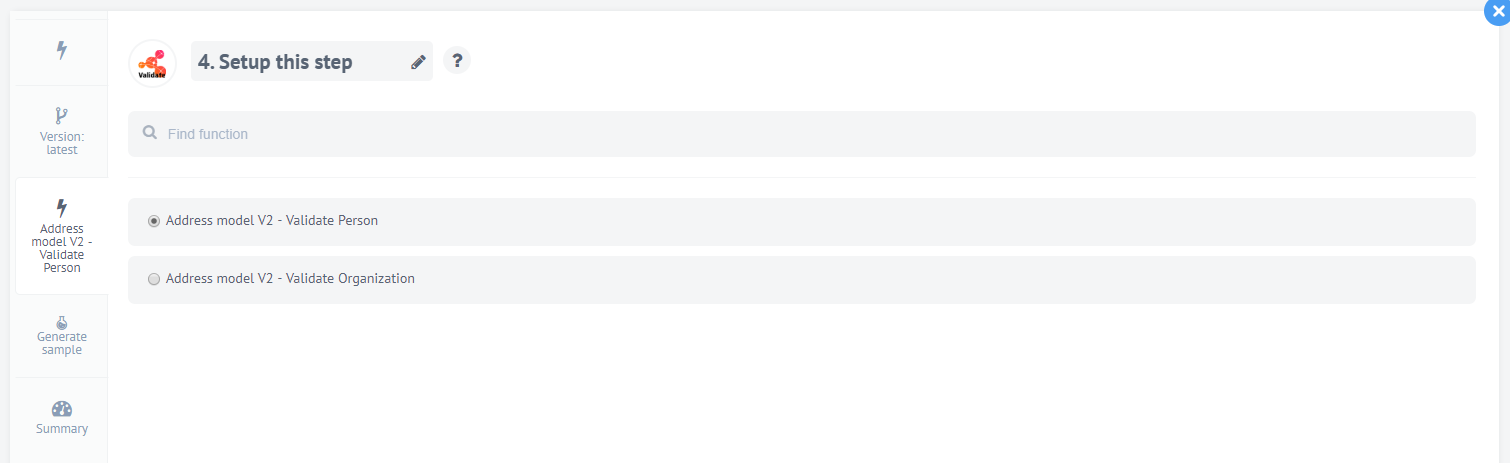 Version:
latest
Address
model V2 -
Validate
Person
Generate
sample
Summary
Validate
4. Setup this step
?
Find function
Address model V2 - Validate Person
Address model V2 - Validate Organization